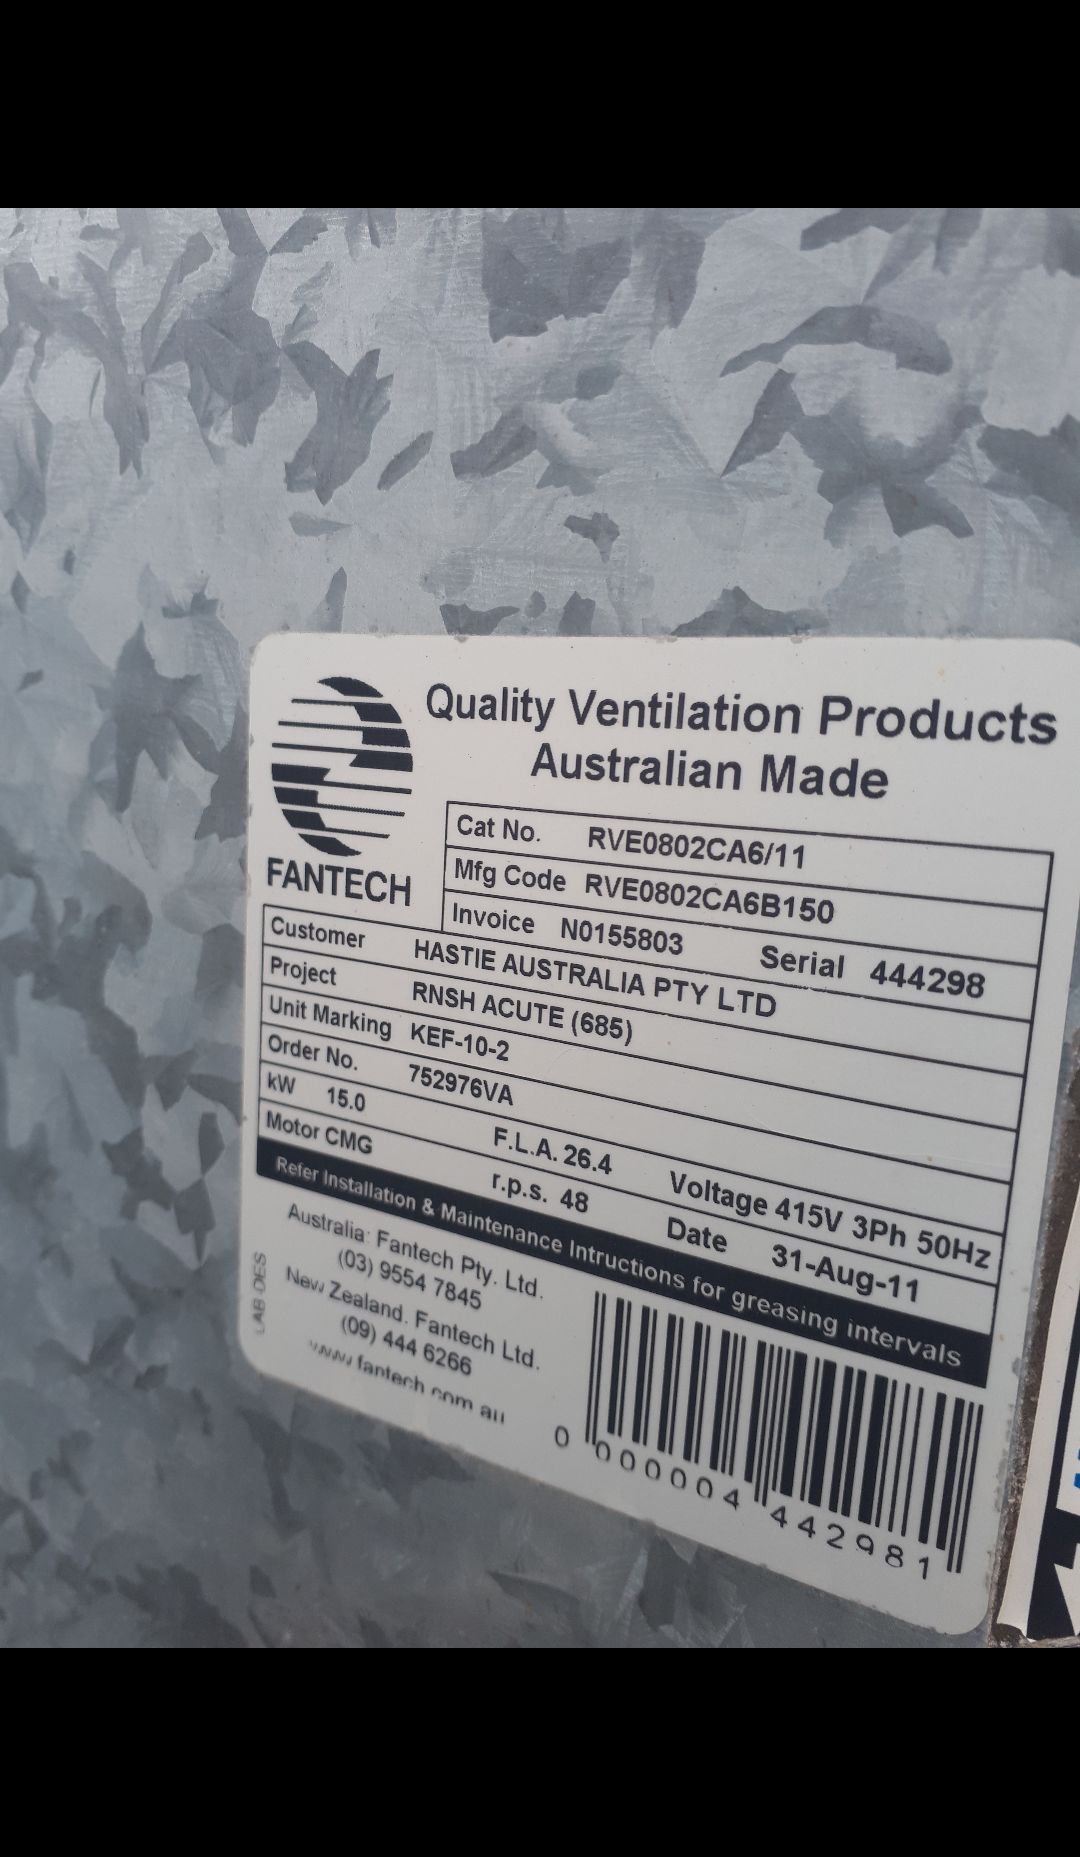 Quality Ventilation Products
Australian Made
FANTECH
Cat No. RVE0802CA6/11
Mfg Code RVE0802CA6B150
Invoice N0155803 Serial 444298
Customer HASTIE AUSTRALIA PTY LTD
Project RNSH ACUTE (685)
Unit Marking KEF-10-2
Order No. 752976VA
kW 15.0 F.L.A. 26.4 Voltage 415V 3Ph 50Hz
Motor CMG r.p.s. 48 Date 31-Aug-11
Refer Installation & Maintenance Intructions for greasing intervals
Australia: Fantech Pty. Ltd.
(03) 9554 7845
New Zealand. Fantech Ltd.
(09) 444 6266
www fantech com au
LAB DES
0 000004 442981